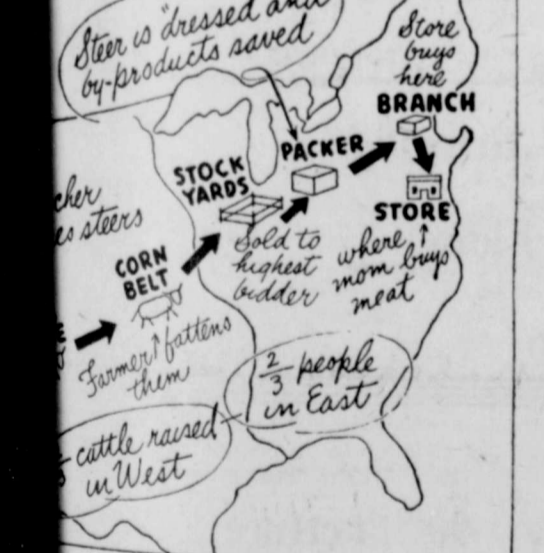 Steer is "dressed and
by-products saved
Store
buys
here
BRANCH
PACKER
STOCK
YARDS
STORE
steers
Sold to
highest
bidder
where
mom buys
meat
CORN
BELT
Farmer fattens
them
2/3 people
in East
cattle raised
in West